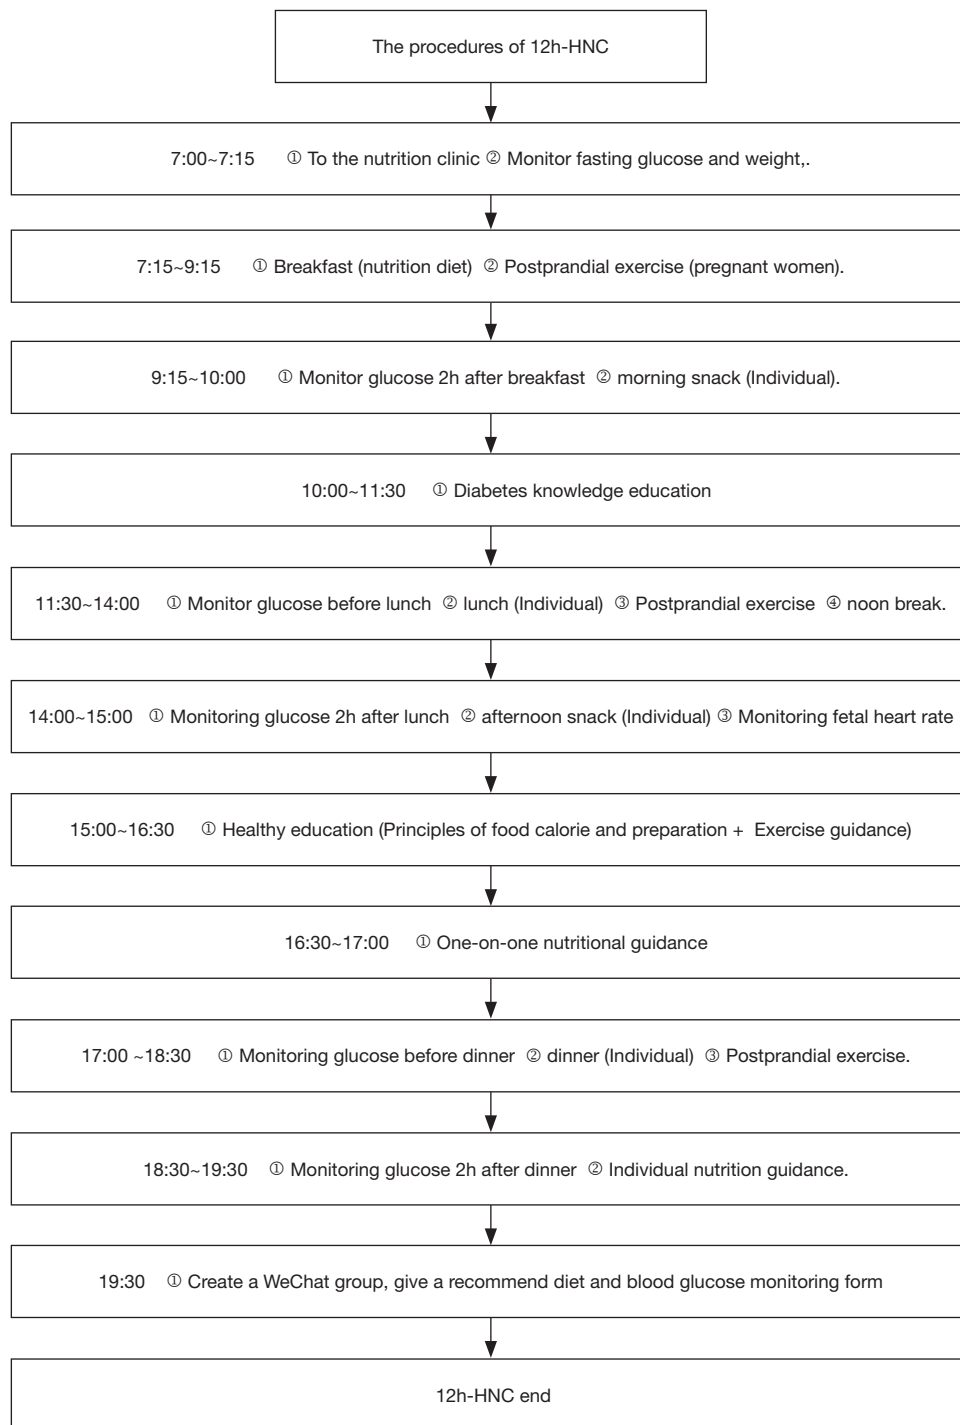 The procedures of 12h-HNC
7:00~7:15 ① To the nutrition clinic ② Monitor fasting glucose and weight,.
7:15~9:15 ① Breakfast (nutrition diet) ② Postprandial exercise (pregnant women).
9:15~10:00 ① Monitor glucose 2h after breakfast ② morning snack (Individual).
10:00~11:30 ① Diabetes knowledge education
11:30~14:00 ① Monitor glucose before lunch ② lunch (Individual) ③ Postprandial exercise ④ noon break.
14:00~15:00 ① Monitoring glucose 2h after lunch ② afternoon snack (Individual) ③ Monitoring fetal heart rate
15:00~16:30 ① Healthy education (Principles of food calorie and preparation + Exercise guidance)
16:30~17:00 ① One-on-one nutritional guidance
17:00 ~18:30 ① Monitoring glucose before dinner ② dinner (Individual) ③ Postprandial exercise.
18:30~19:30 ① Monitoring glucose 2h after dinner ② Individual nutrition guidance.
19:30 ① Create a WeChat group, give a recommend diet and blood glucose monitoring form
12h-HNC end